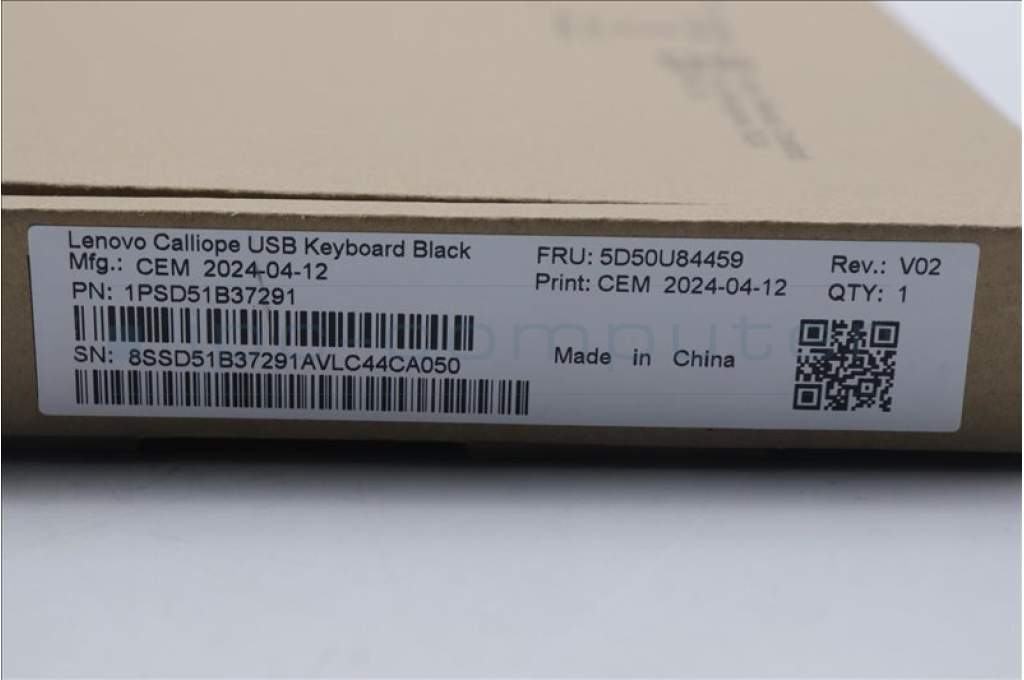 Lenovo Calliope USB Keyboard Black
Mfg.: CEM 2024-04-12
PN: 1PSD51B37291
SN: 8SSD51B37291AVLC44CA050
FRU: 5D50U84459
Print: CEM 2024-04-12
Made in China
Rev.: V02
QTY: 1